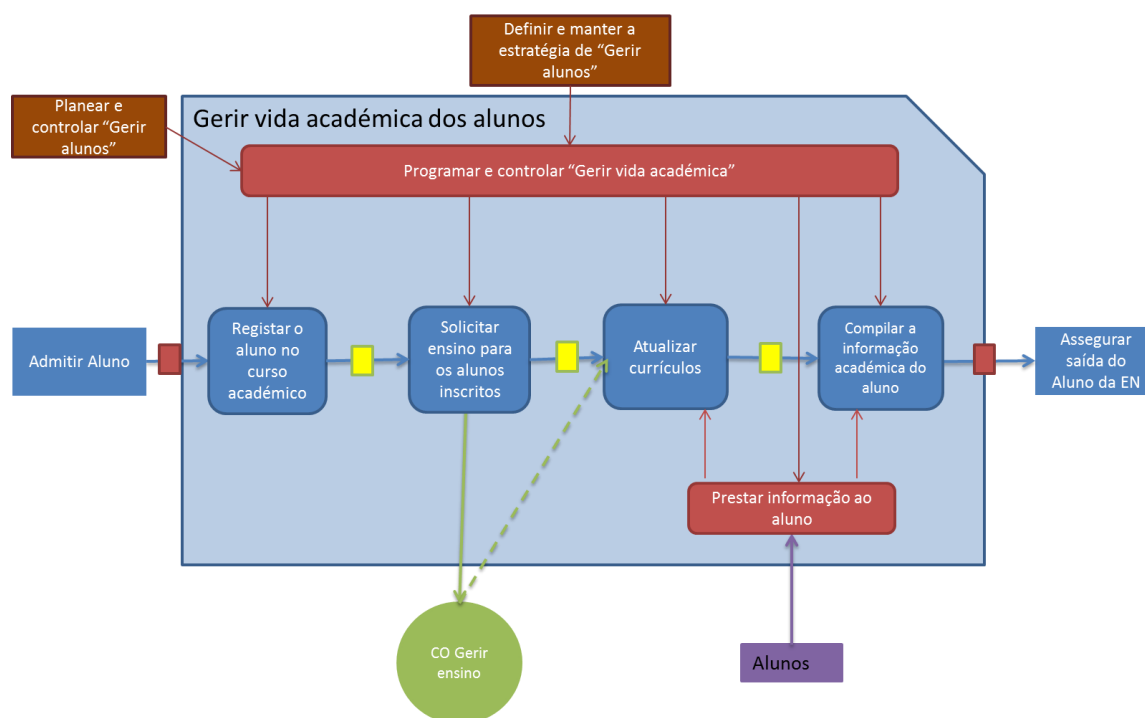 Definir e manter a
estratégia de “Gerir
alunos”
Planear e
controlar “Gerir
alunos”
Gerir vida académica dos alunos
Programar e controlar “Gerir vida académica”
Admitir Aluno
Registar o
aluno no
curso
académico
Solicitar
ensino para
os alunos
inscritos
Atualizar
currículos
Compilar a
informação
académica do
aluno
Assegurar
saída do
Aluno da EN
Prestar informação ao
aluno
CO Gerir
ensino
Alunos